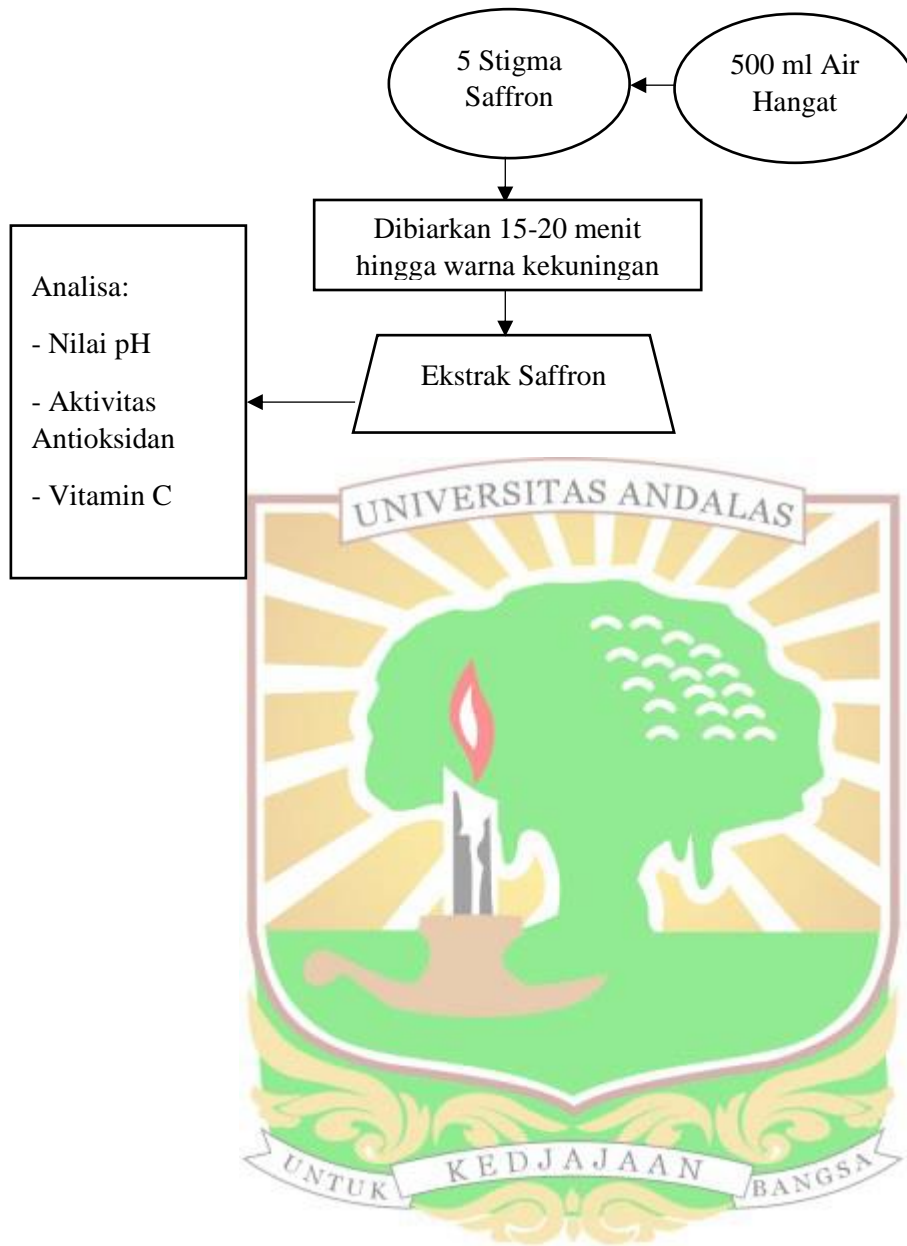 5 Stigma
Saffron
500 ml Air
Hangat
Dibiarkan 15-20 menit
hingga warna kekuningan
Ekstrak Saffron
Analisa:
- Nilai pH
- Aktivitas
Antioksidan
- Vitamin C
UNIVERSITAS ANDALAS
UNTUK KEDJAJAAN BANGSA